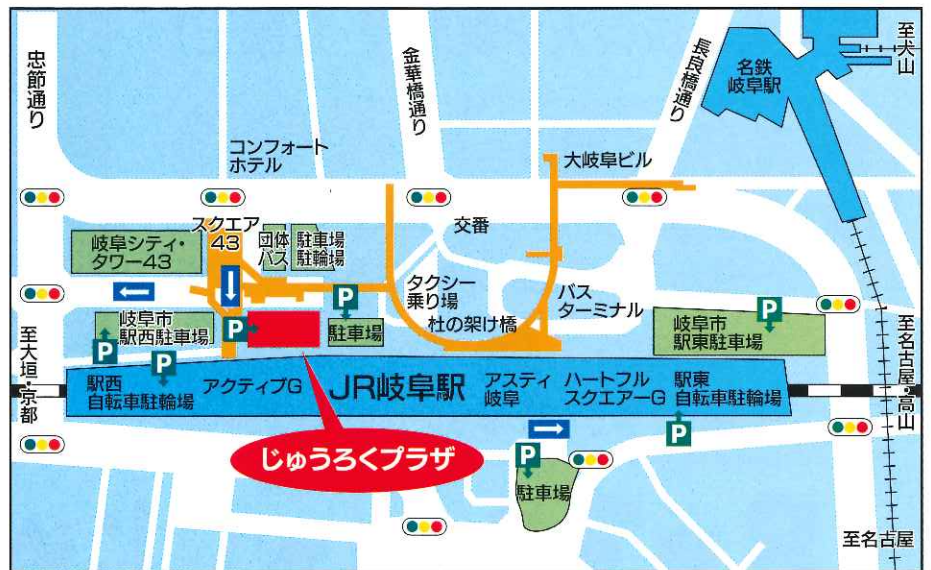 忠節通り
金華橋通り
長良橋通り
名鉄
岐阜駅
至犬山
コンフォート
ホテル
大岐阜ビル
スクエア
43
団体
バス
駐車場
駐輪場
交番
岐阜シティ・
タワー43
タクシー
乗り場
バス
ターミナル
杜の架け橋
P
P
P
岐阜市
駅西駐車場
駐車場
岐阜市
駅東駐車場
至大垣・京都
至名古屋・高山
P
P
駅西
自転車駐輪場
アクティブG
JR岐阜駅
アスティ
岐阜
ハートフル
スクエアーG
駅東
自転車駐輪場
P
じゅうろくプラザ
P
駐車場
至名古屋